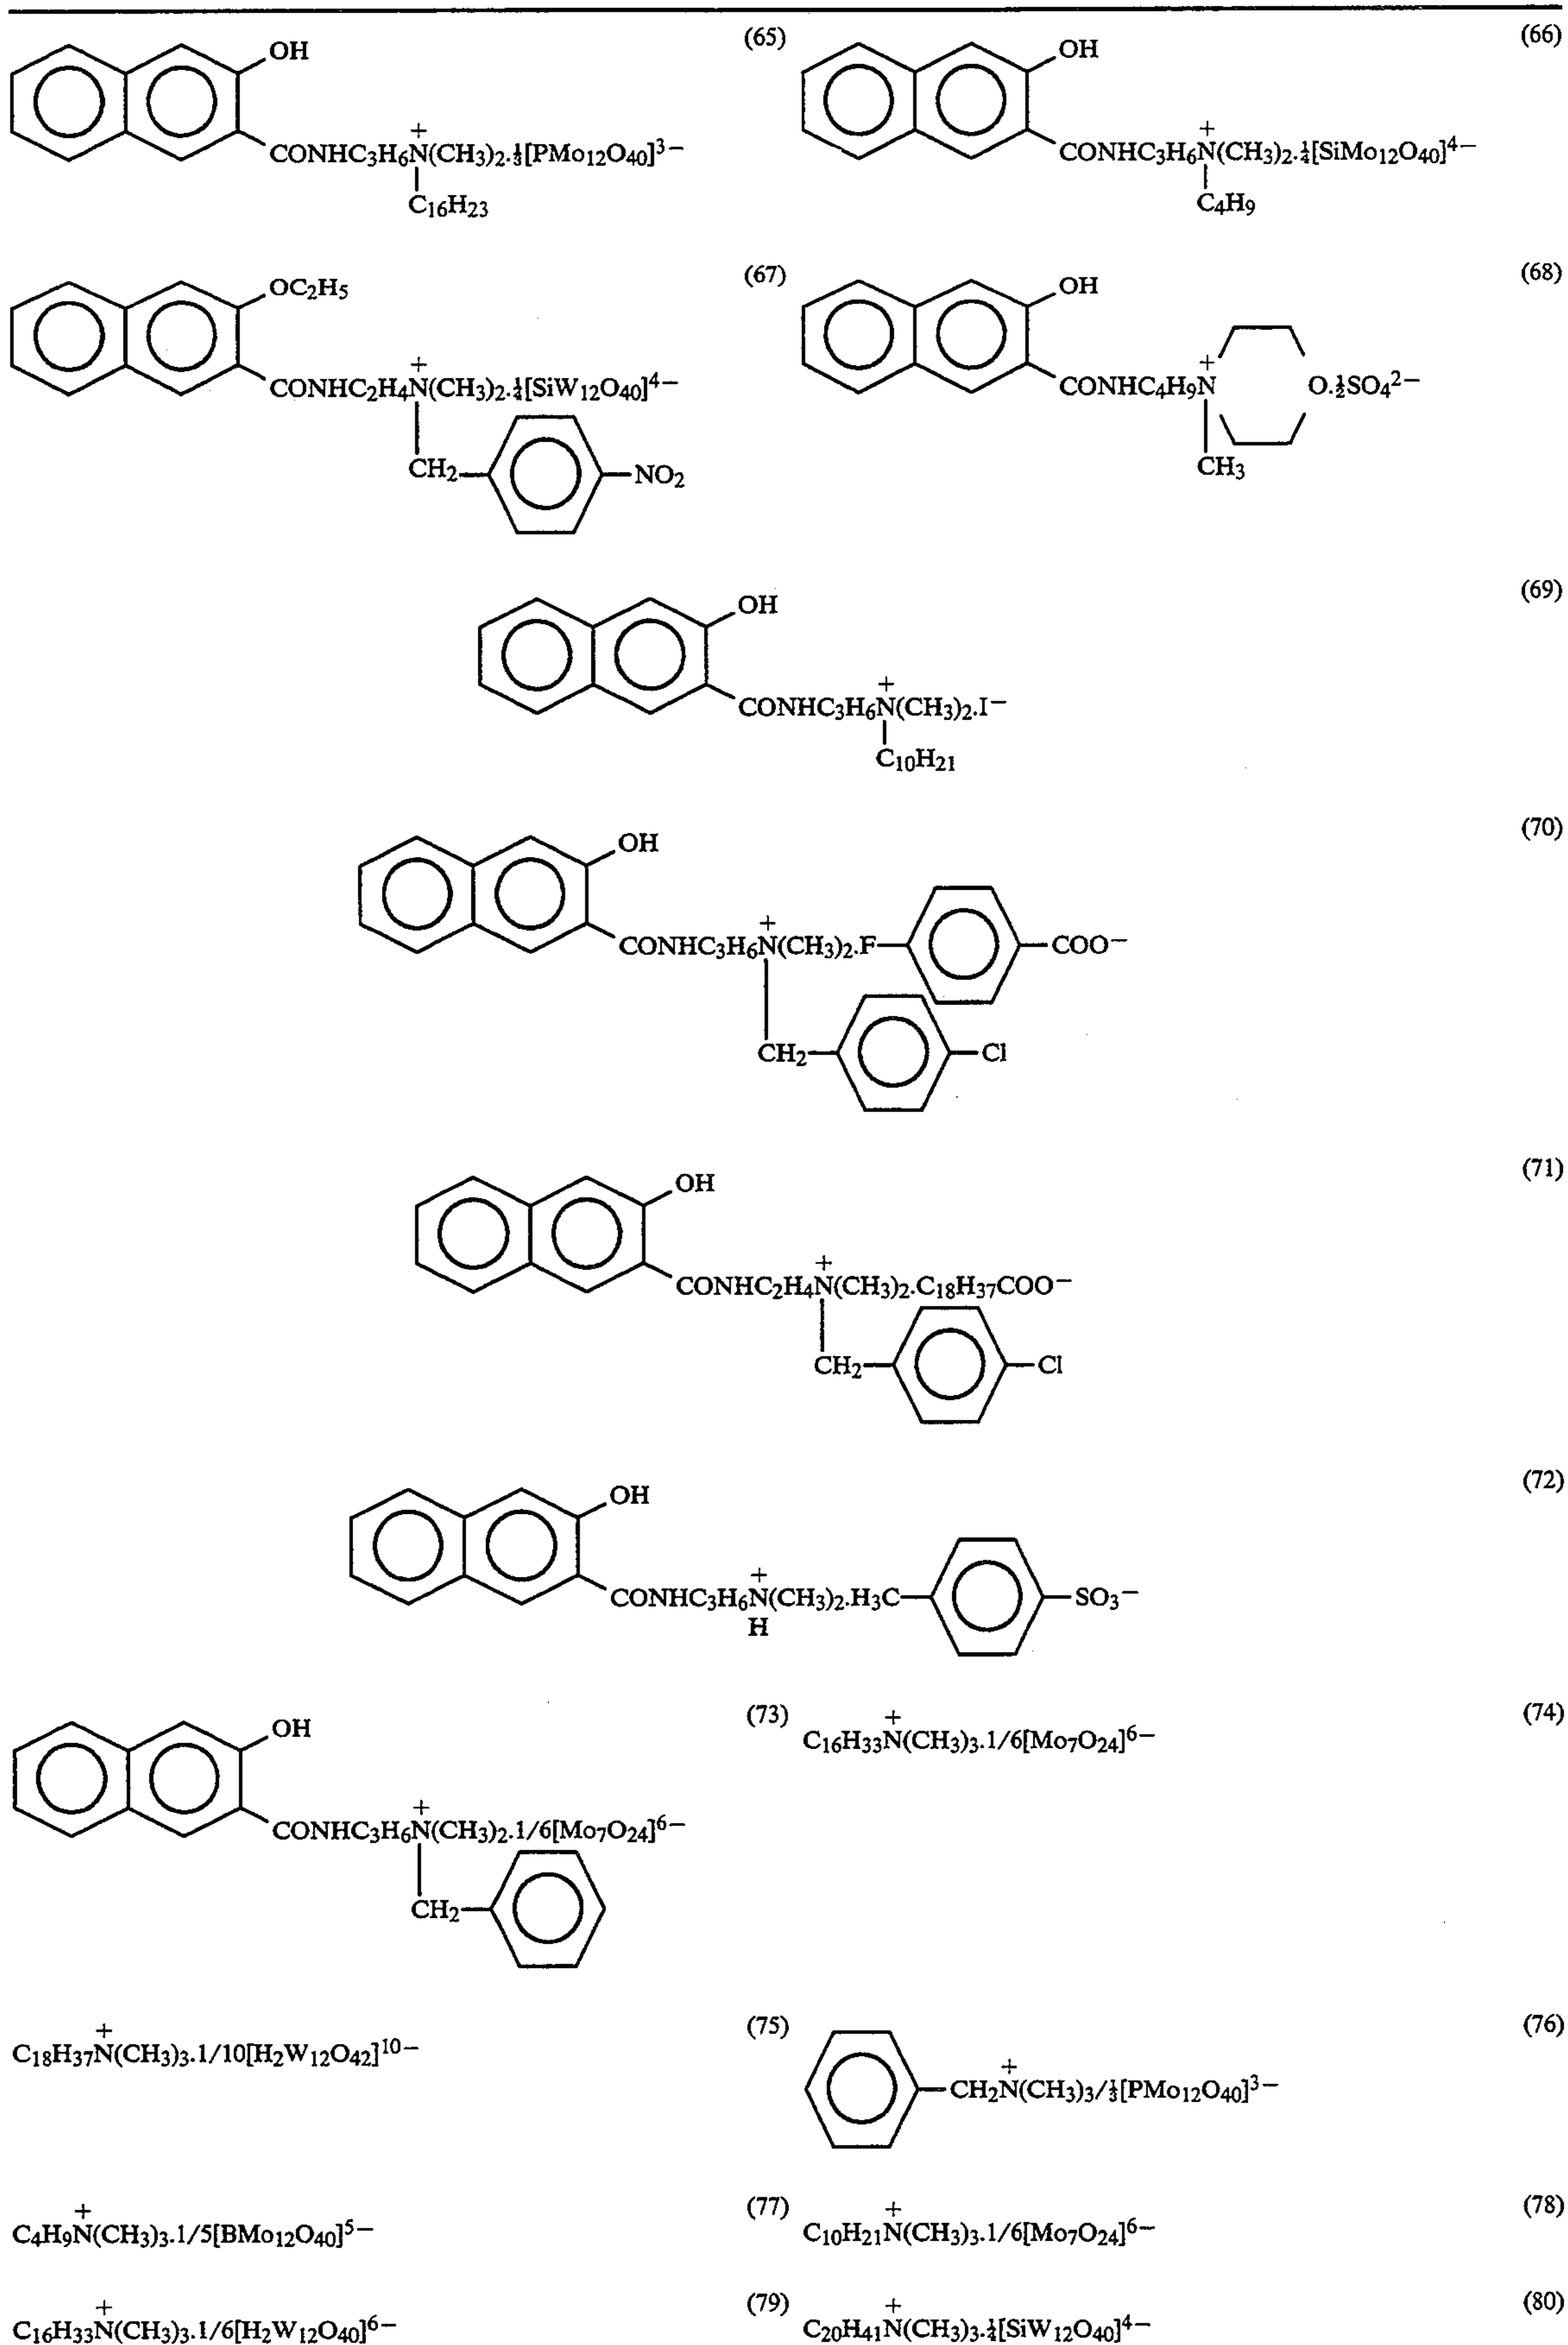 (65)
OH
CONHC3H6N+(CH3)2.⅓[PMo12O40]3−
C16H23
(66)
OH
CONHC3H6N+(CH3)2.¼[SiMo12O40]4−
C4H9
(67)
OC2H5
CONHC2H4N+(CH3)2.¼[SiW12O40]4−
CH2 NO2
(68)
OH
CONHC4H9N+ O.½SO42−
CH3
(69)
OH
CONHC3H6N+(CH3)2.I−
C10H21
(70)
OH
CONHC3H6N+(CH3)2.F COO−
CH2 Cl
(71)
OH
CONHC2H4N+(CH3)2.C18H37COO−
CH2 Cl
(72)
OH
CONHC3H6N+(CH3)2.H3C SO3−
H
(73)
OH
CONHC3H6N+(CH3)2.1/6[Mo7O24]6−
CH2
(74)
C16H33N+(CH3)3.1/6[Mo7O24]6−
(75)
C18H37N+(CH3)3.1/10[H2W12O42]10−
(76)
CH2N+(CH3)3/⅓[PMo12O40]3−
(77)
C4H9N+(CH3)3.1/5[BMo12O40]5−
(78)
C10H21N+(CH3)3.1/6[Mo7O24]6−
(79)
C16H33N+(CH3)3.1/6[H2W12O40]6−
(80)
C20H41N+(CH3)3.¼[SiW12O40]4−